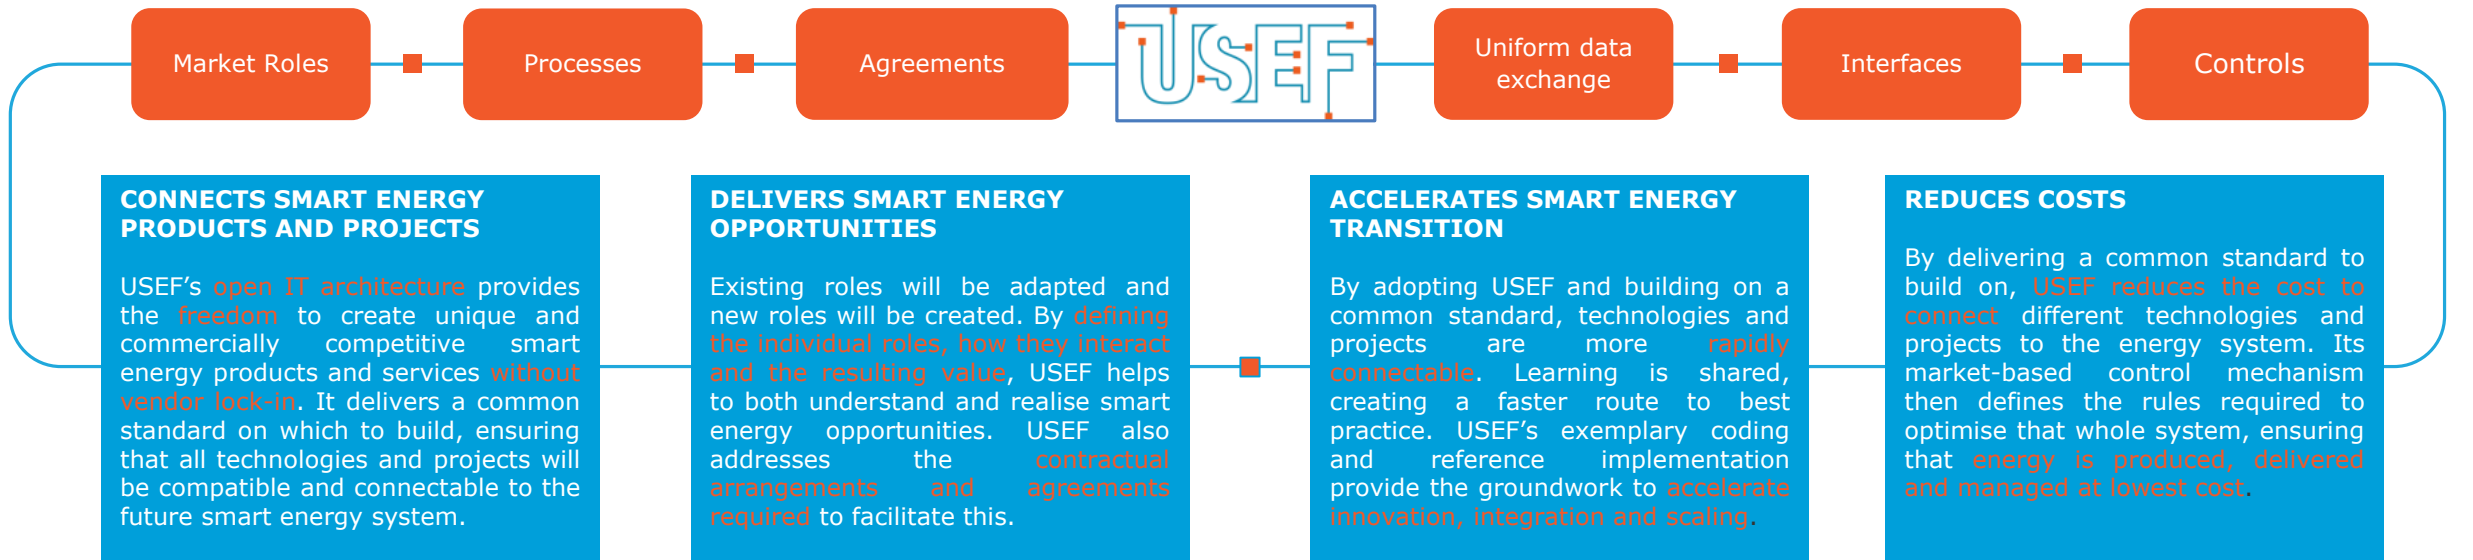 Market Roles
Processes
Agreements
USEF
Uniform data
exchange
Interfaces
Controls
CONNECTS SMART ENERGY
PRODUCTS AND PROJECTS
USEF’s open IT architecture provides
the freedom to create unique and
commercially competitive smart
energy products and services without
vendor lock-in. It delivers a common
standard on which to build, ensuring
that all technologies and projects will
be compatible and connectable to the
future smart energy system.
DELIVERS SMART ENERGY
OPPORTUNITIES
Existing roles will be adapted and
new roles will be created. By defining
the individual roles, how they interact
and the resulting value, USEF helps
to both understand and realise smart
energy opportunities. USEF also
addresses the contractual
arrangements and agreements
required to facilitate this.
ACCELERATES SMART ENERGY
TRANSITION
By adopting USEF and building on a
common standard, technologies and
projects are more rapidly
connectable. Learning is shared,
creating a faster route to best
practice. USEF’s exemplary coding
and reference implementation
provide the groundwork to accelerate
innovation, integration and scaling.
REDUCES COSTS
By delivering a common standard to
build on, USEF reduces the cost to
connect different technologies and
projects to the energy system. Its
market-based control mechanism
then defines the rules required to
optimise that whole system, ensuring
that energy is produced, delivered
and managed at lowest cost.